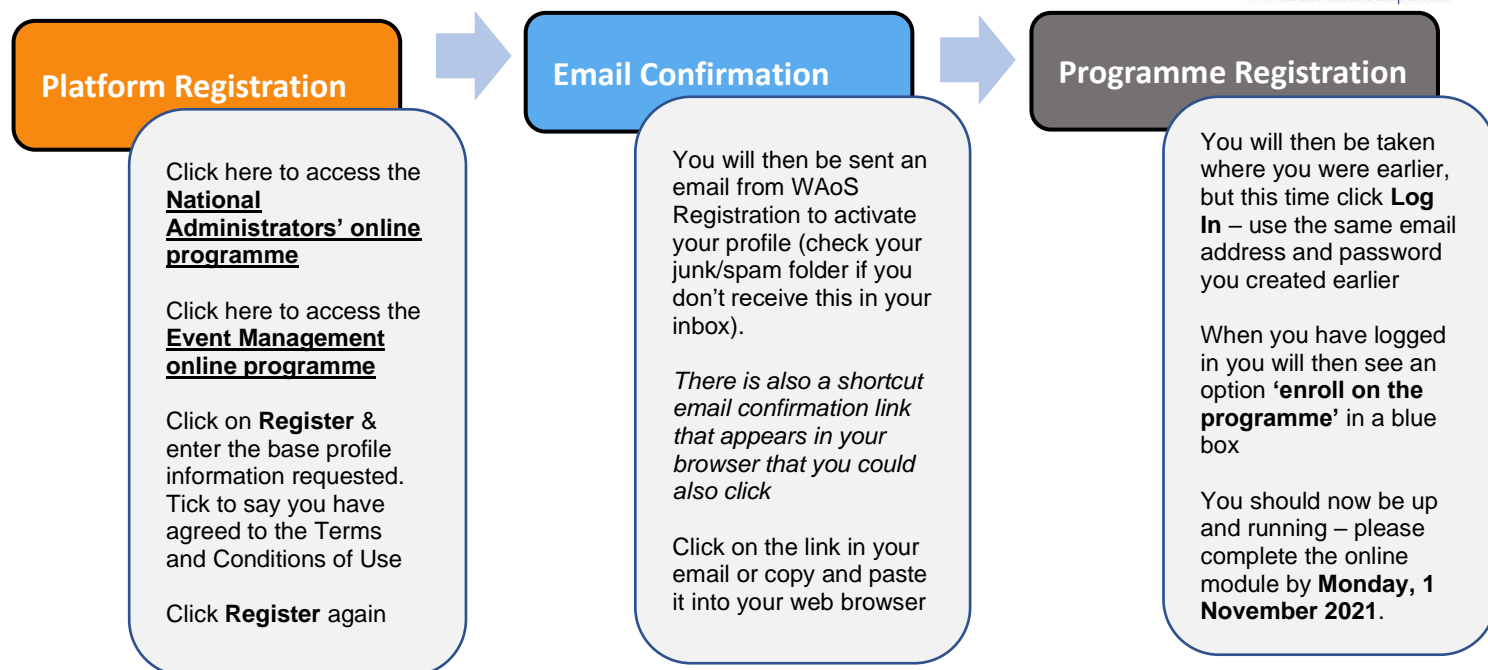 Platform Registration
Click here to access the
National
Administrators’ online
programme
Click here to access the
Event Management
online programme
Click on Register &
enter the base profile
information requested.
Tick to say you have
agreed to the Terms
and Conditions of Use
Click Register again
Email Confirmation
You will then be sent an
email from WAoS
Registration to activate
your profile (check your
junk/spam folder if you
don’t receive this in your
inbox).
There is also a shortcut
email confirmation link
that appears in your
browser that you could
also click
Click on the link in your
email or copy and paste
it into your web browser
Programme Registration
You will then be taken
where you were earlier,
but this time click Log
In – use the same email
address and password
you created earlier
When you have logged
in you will then see an
option ‘enroll on the
programme’ in a blue
box
You should now be up
and running – please
complete the online
module by Monday, 1
November 2021.